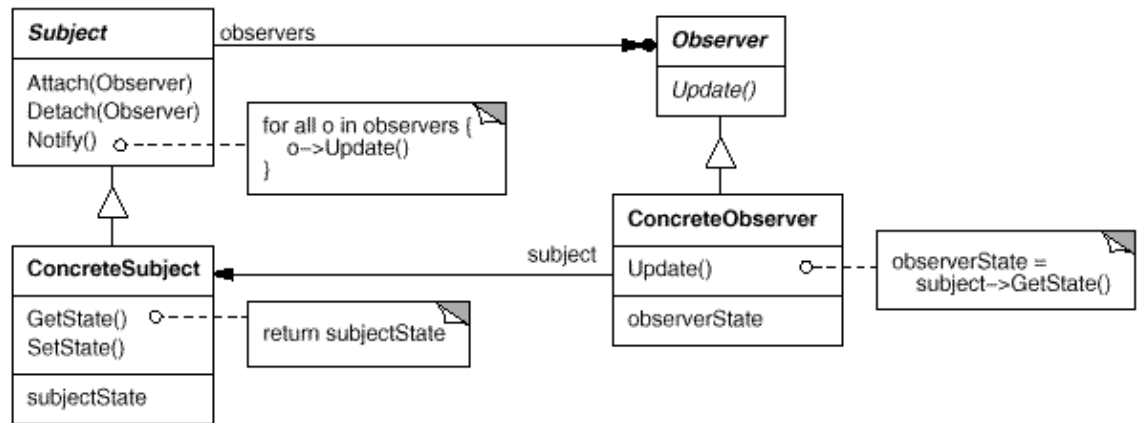 Subject
Attach(Observer)
Detach(Observer)
Notify()
observers
Observer
Update()
for all o in observers {
o->Update()
}
ConcreteSubject
GetState()
SetState()
subjectState
return subjectState
subject
ConcreteObserver
Update()
observerState
observerState =
subject->GetState()